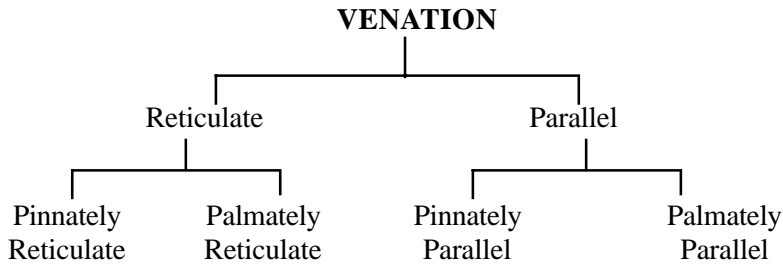 VENATION
Reticulate Parallel
Pinnately Palmately Pinnately Palmately
Reticulate Reticulate Parallel Parallel